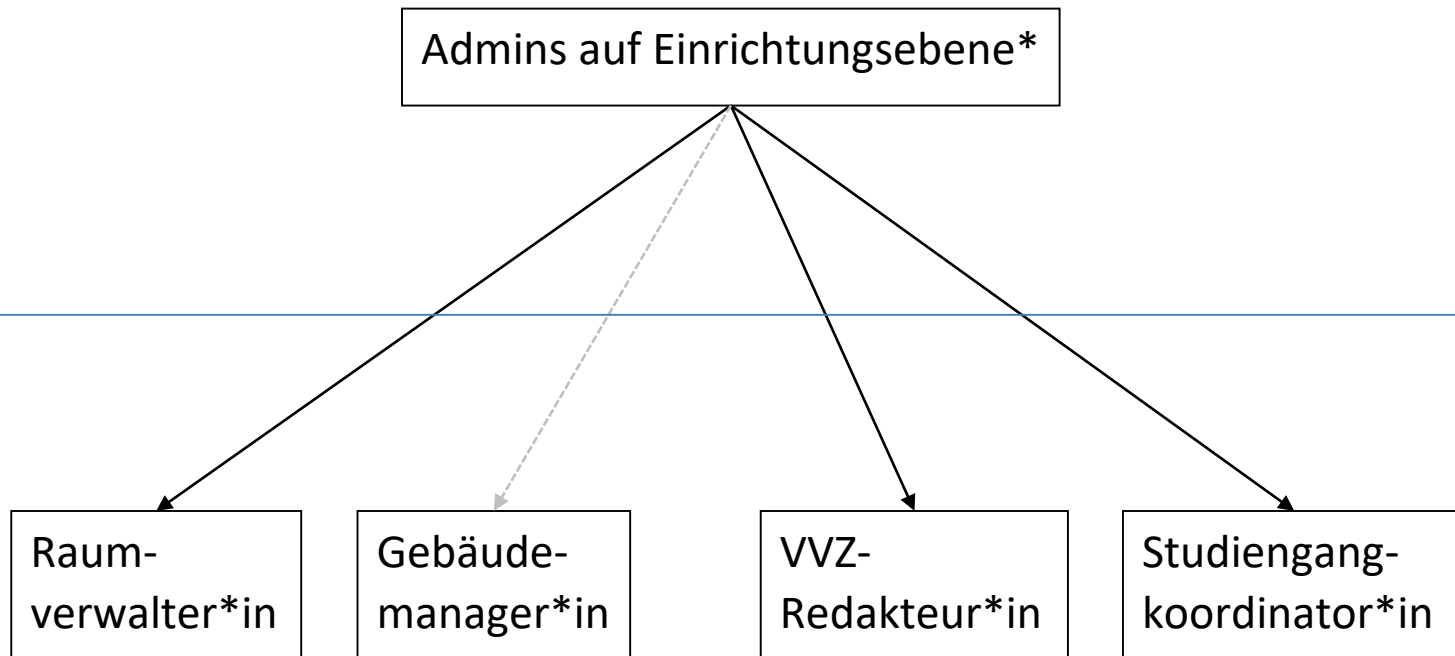 Admins auf Einrichtungsebene*
Raum-
verwalter*in
Gebäude-
manager*in
VVZ-
Redakteur*in
Studiengang-
koordinator*in